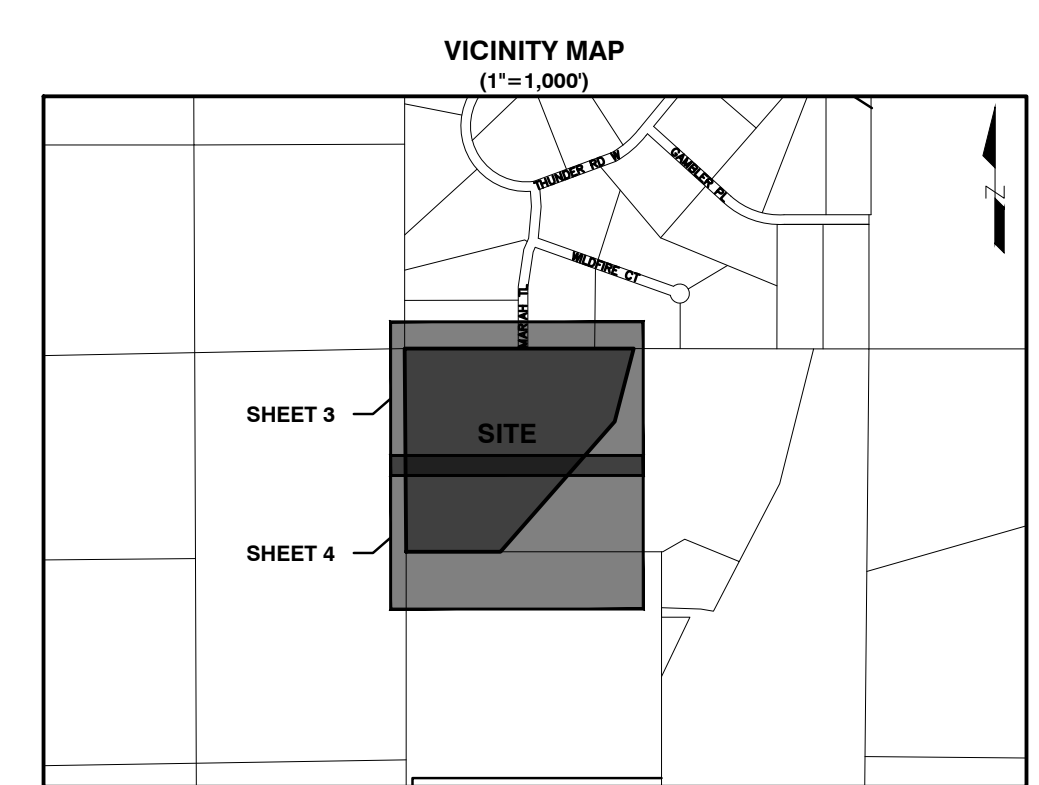 VICINITY MAP
(1"=1,000')
THUNDER RD W
GAMBLER PL
WILDFIRE CT
MARIAH TL
SHEET 3
SITE
SHEET 4
N